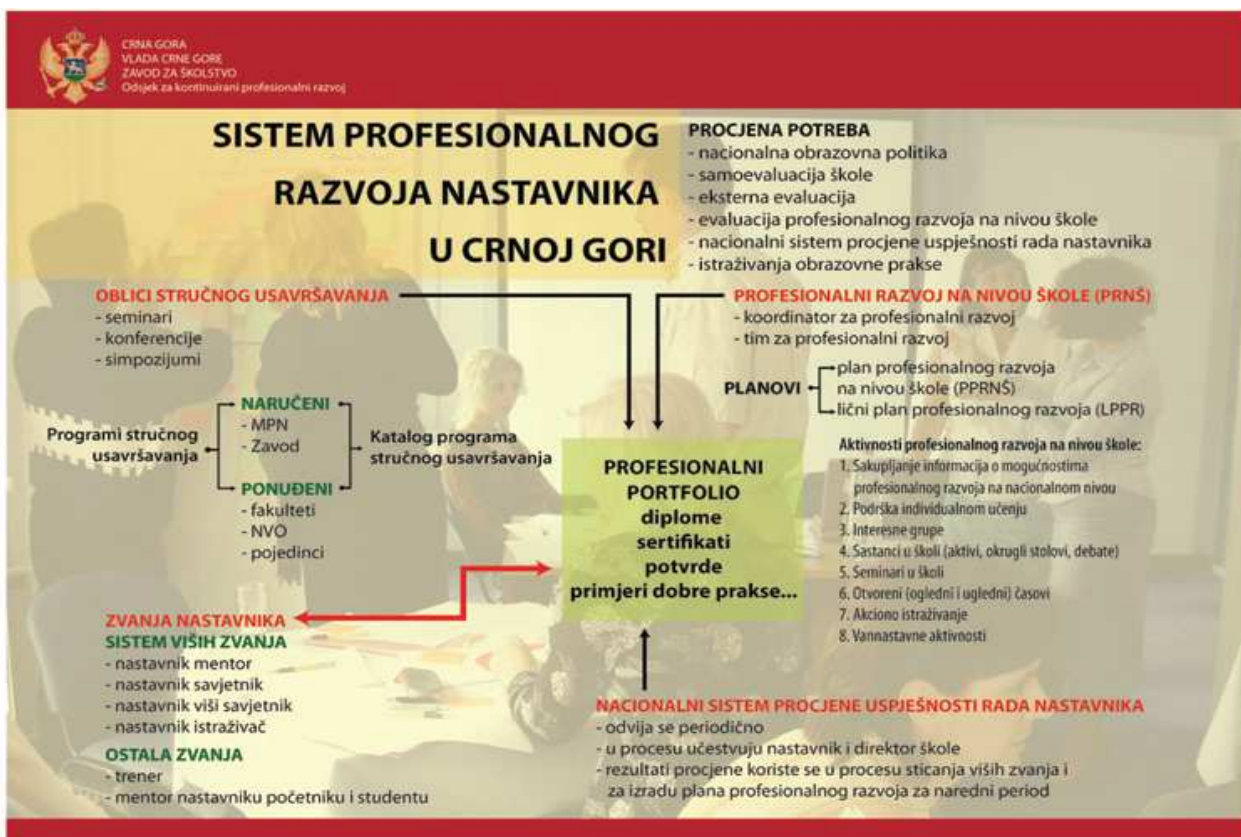 CRNA GORA
VLADA CRNE GORE
ZAVOD ZA ŠKOLSTVO
Odsjek za kontinuirani profesionalni razvoj
SISTEM PROFESIONALNOG
RAZVOJA NASTAVNIKA
U CRNOJ GORI
PROCJENA POTREBA
- nacionalna obrazovna politika
- samoevaluacija škole
- eksterna evaluacija
- evaluacija profesionalnog razvoja na nivou škole
- nacionalni sistem procjene uspješnosti rada nastavnika
- istraživanja obrazovne prakse
OBLICI STRUČNOG USAVRŠAVANJA
- seminari
- konferencije
- simpozijumi
Programi stručnog
usavršavanja
NARUČENI
- MPN
- Zavod
PONUĐENI
- fakulteti
- NVO
- pojedinci
Katalog programa
stručnog usavršavanja
PROFESIONALNI RAZVOJ NA NIVOU ŠKOLE (PRNŠ)
- koordinator za profesionalni razvoj
- tim za profesionalni razvoj
PLANOVI
plan profesionalnog razvoja
na nivou škole (PPRNŠ)
lični plan profesionalnog razvoja (LPPR)
Aktivnosti profesionalnog razvoja na nivou škole:
1. Sakupljanje informacija o mogućnostima
profesionalnog razvoja na nacionalnom nivou
2. Podrška individualnom učenju
3. Interesne grupe
4. Sastanci u školi (aktivi, okrugli stolovi, debate)
5. Seminari u školi
6. Otvoreni (ogledni i ugledni) časovi
7. Akciono istraživanje
8. Vannastavne aktivnosti
PROFESIONALNI
PORTFOLIO
diplome
sertifikati
potvrde
primjeri dobre prakse...
ZVANJA NASTAVNIKA
SISTEM VIŠIH ZVANJA
- nastavnik mentor
- nastavnik savjetnik
- nastavnik viši savjetnik
- nastavnik istraživač
OSTALA ZVANJA
- trener
- mentor nastavniku početniku i studentu
NACIONALNI SISTEM PROCJENE USPJEŠNOSTI RADA NASTAVNIKA
- odvija se periodično
- u procesu učestvuju nastavnik i direktor škole
- rezultati procjene koriste se u procesu sticanja viših zvanja i
za izradu plana profesionalnog razvoja za naredni period